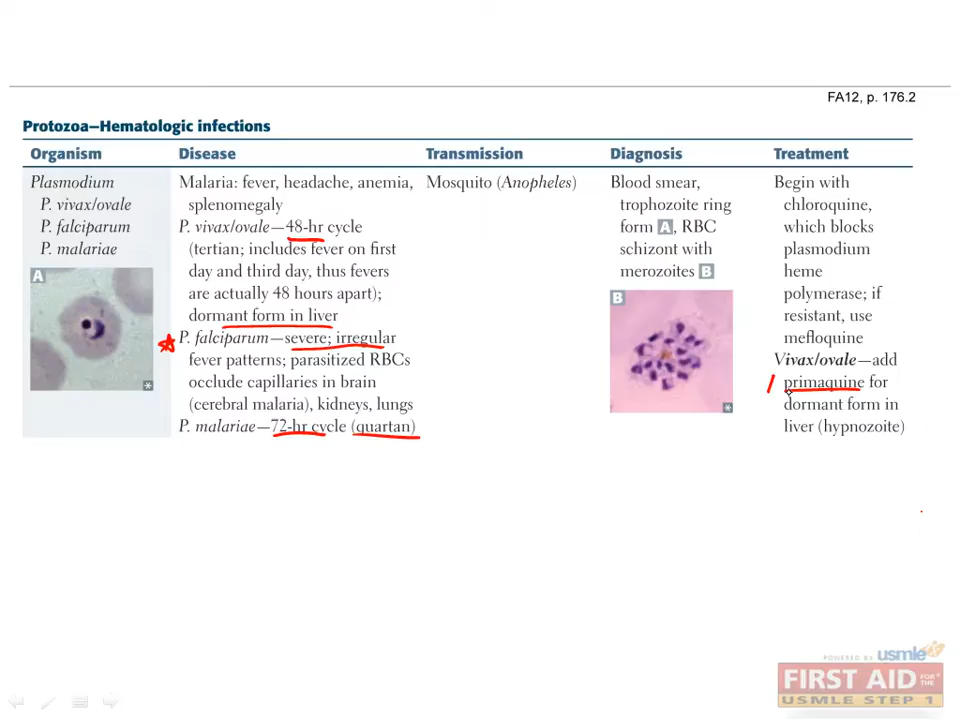 FA12, p. 176.2
Protozoa—Hematologic infections
Organism Disease Transmission Diagnosis Treatment
Plasmodium
P. vivax/ovale
P. falciparum
P. malariae
A
Malaria: fever, headache, anemia,
splenomegaly
P. vivax/ovale—48-hr cycle
(tertian; includes fever on first
day and third day, thus fevers
are actually 48 hours apart);
dormant form in liver
P. falciparum—severe; irregular
fever patterns; parasitized RBCs
occlude capillaries in brain
(cerebral malaria), kidneys, lungs
P. malariae—72-hr cycle (quartan)
Mosquito (Anopheles)
Blood smear,
trophozoite ring
form A, RBC
schizont with
merozoites B
B
Begin with
chloroquine,
which blocks
plasmodium
heme
polymerase; if
resistant, use
mefloquine
Vivax/ovale—add
primaquine for
dormant form in
liver (hypnozoite)
POWERED BY usmle
FIRST AID FOR THE
USMLE STEP 1